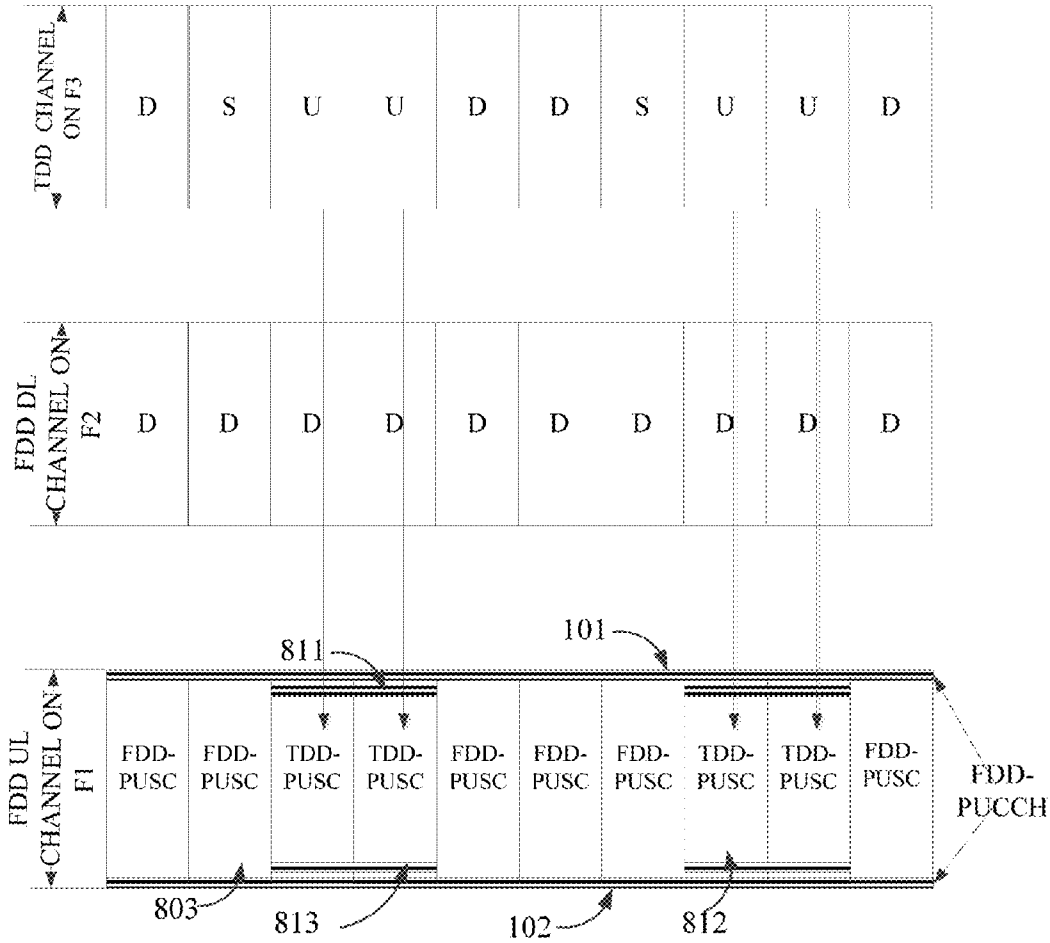 TDD CHANNEL
ON F3
D S U U D D S U U D
FDD DL
CHANNEL ON
F2
D D D D D D D D D D
101
811
FDD UL
CHANNEL ON
F1
FDD- FDD- TDD- TDD- FDD- FDD- FDD- TDD- TDD- FDD-
PUSC PUSC PUSC PUSC PUSC PUSC PUSC PUSC PUSC PUSC
FDD-
PUCCH
803
813
102
812